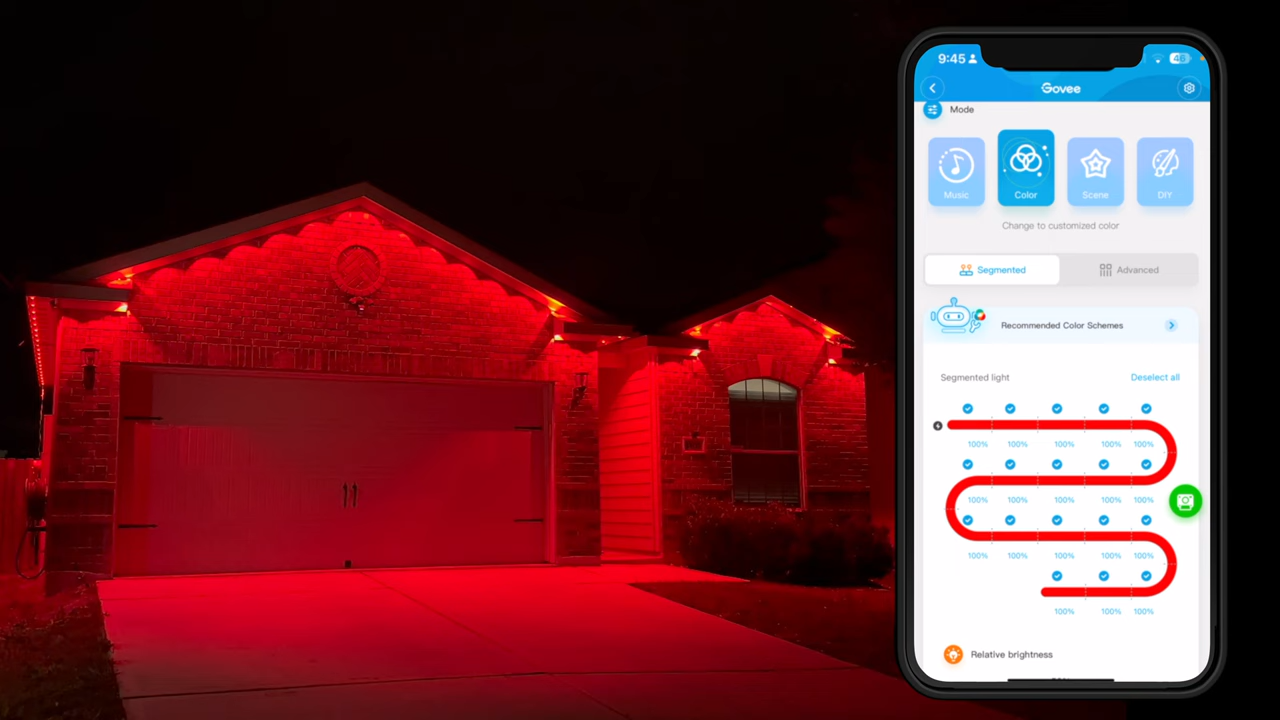 9:45
46
Govee
Mode
Music
Color
Scene
DIY
Change to customized color
Segmented
Advanced
Recommended Color Schemes
Segmented light
Deselect all
100% 100% 100% 100% 100%
100% 100% 100% 100% 100%
100% 100% 100% 100% 100%
100% 100% 100%
Relative brightness